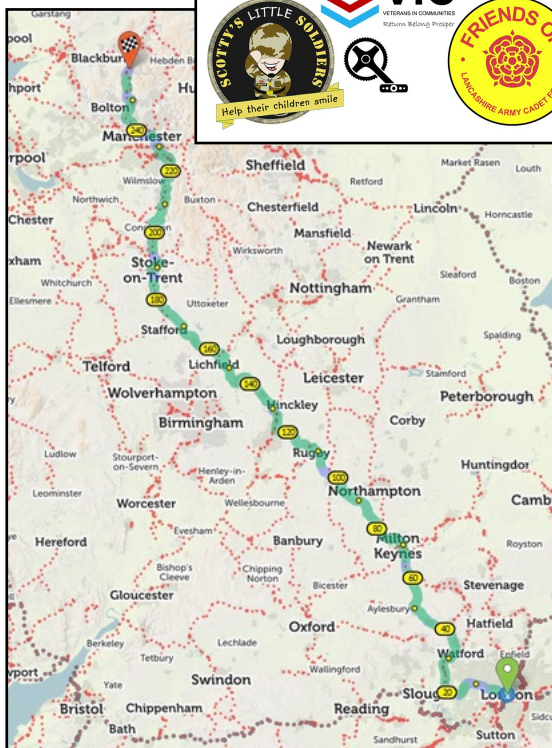 SCOTTY'S LITTLE SOLDIERS
Help their children smile
VETERANS IN COMMUNITIES
Return Belong Prosper
FRIENDS O
LANCASHIRE ARMY CADET F
Garstang
pool
Blackburn
Hebden B
hport
Bolton
Hu
240
Manchester
rpool
220
Sheffield
Market Rasen
Louth
Wilmslow
Retford
Northwich
Buxton
Chesterfield
Lincoln
Chester
Horncastle
Con
200
Mansfield
xham
Wirksworth
Newark
on Trent
Stoke-
on-Trent
Sleaford
Boston
Whitchurch
Nottingham
Ellesmere
180
Uttoxeter
Grantham
Stafford
Loughborough
Spalding
160
Telford
Lichfield
Leicester
Stamford
140
Wolverhampton
Peterborough
Hinckley
Corby
Birmingham
120
Ludlow
Stourport-
on-Severn
Rugby
Huntingdon
Henley-in-
Arden
100
Leominster
Northampton
Camb
Worcester
Wellesbourne
80
Evesham
Milton
Keynes
Royston
Hereford
Banbury
Bishop's
Cleeve
Chipping
Norton
60
Stevenage
Bicester
Gloucester
Aylesbury
Hatfield
Oxford
40
Berkeley
Lechlade
Watford
Enfield
Tetbury
Wallingford
wport
Yate
Swindon
Sloug
20
London
Bristol
Chippenham
Reading
Sidcu
Bath
Sandhurst
Sutton